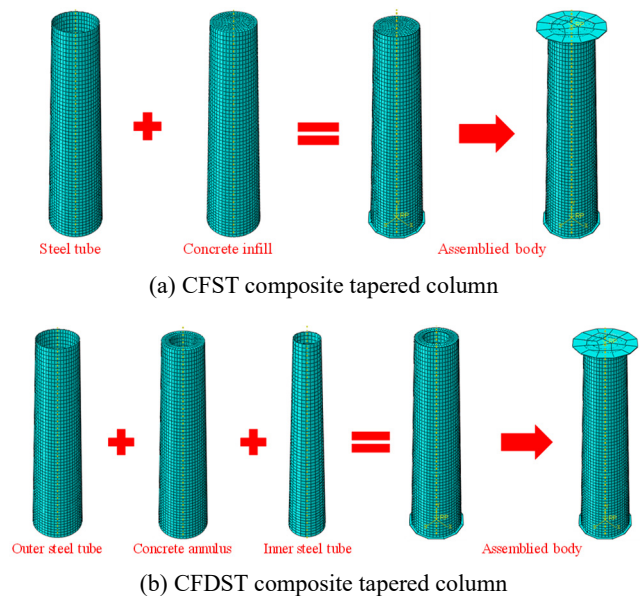 Steel tube Concrete infill Assemblied body
(a) CFST composite tapered column
Outer steel tube Concrete annulus Inner steel tube Assemblied body
(b) CFDST composite tapered column